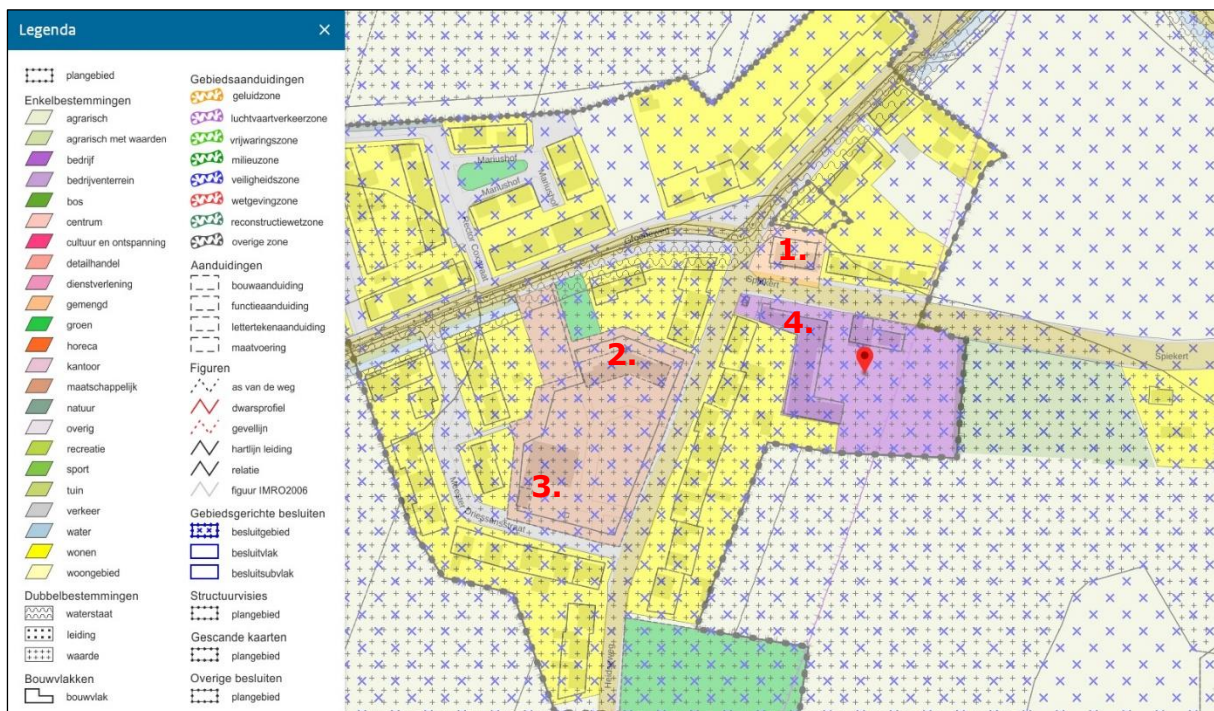 Legenda ×
plangebied
Enkelbestemmingen
agrarisch
agrarisch met waarden
bedrijf
bedrijventerrein
bos
centrum
cultuur en ontspanning
detailhandel
dienstverlening
gemengd
groen
horeca
kantoor
maatschappelijk
natuur
overig
recreatie
sport
tuin
verkeer
water
wonen
woongebied
Dubbelbestemmingen
waterstaat
leiding
waarde
Bouwvlakken
bouwvlak
Gebiedsaanduidingen
geluidzone
luchtvaartverkeerzone
vrijwaringszone
milieuzone
veiligheidszone
wetgevingzone
reconstructiewetzone
overige zone
Aanduidingen
bouwaanduiding
functieaanduiding
lettertekenaanduiding
maatvoering
Figuren
as van de weg
dwarsprofiel
gevellijn
hartlijn leiding
relatie
figuur IMRO2006
Gebiedsgerichte besluiten
besluitgebied
besluitvlak
besluitsubvlak
Structuurvisies
plangebied
Gescande kaarten
plangebied
Overige besluiten
plangebied
Mariushof
Mariushof
Mariushof
1.
Spiekert
4.
2.
Spiekert
3.
Driessensstraat